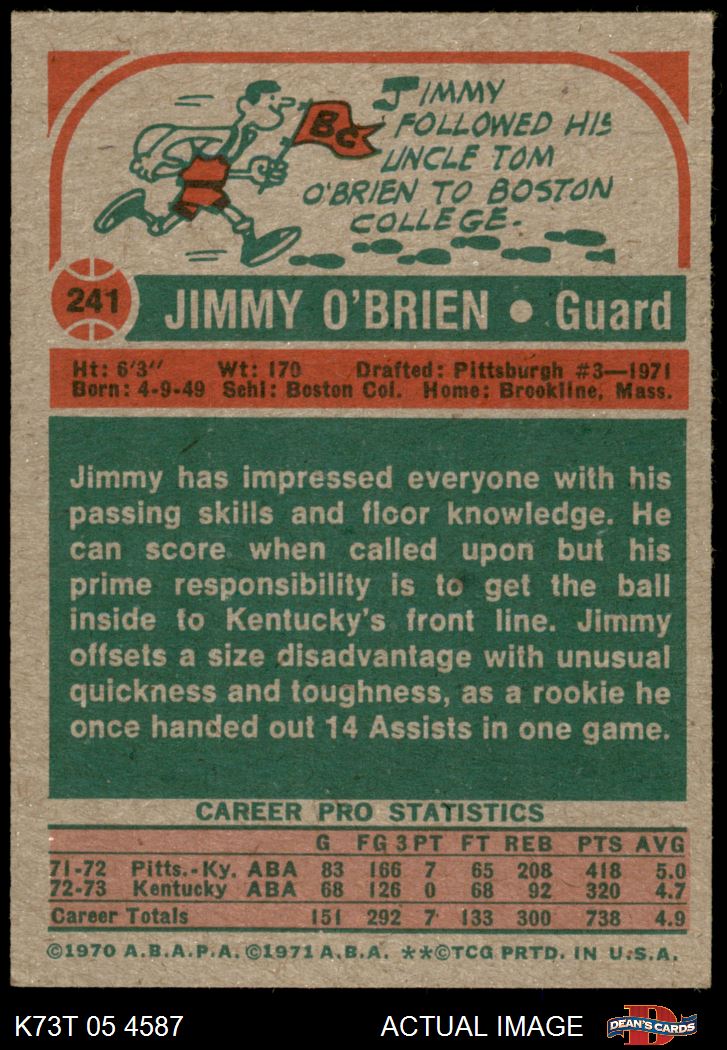 JIMMY
FOLLOWED HIS
UNCLE TOM
O'BRIEN TO BOSTON
COLLEGE.
BC
241
JIMMY O'BRIEN • Guard
Ht: 6'3" Wt: 170 Drafted: Pittsburgh #3—1971
Born: 4-9-49 Schl: Boston Col. Home: Brookline, Mass.
Jimmy has impressed everyone with his
passing skills and floor knowledge. He
can score when called upon but his
prime responsibility is to get the ball
inside to Kentucky's front line. Jimmy
offsets a size disadvantage with unusual
quickness and toughness, as a rookie he
once handed out 14 Assists in one game.
CAREER PRO STATISTICS
G FG 3PT FT REB PTS AVG
71-72 Pitts.-Ky. ABA 83 166 7 65 208 418 5.0
72-73 Kentucky ABA 68 126 0 68 92 320 4.7
Career Totals 151 292 7 133 300 738 4.9
©1970 A.B.A.P.A. ©1971 A.B.A. **©TCG PRTD. IN U.S.A.
K73T 05 4587 ACTUAL IMAGE D DEAN'S CARDS